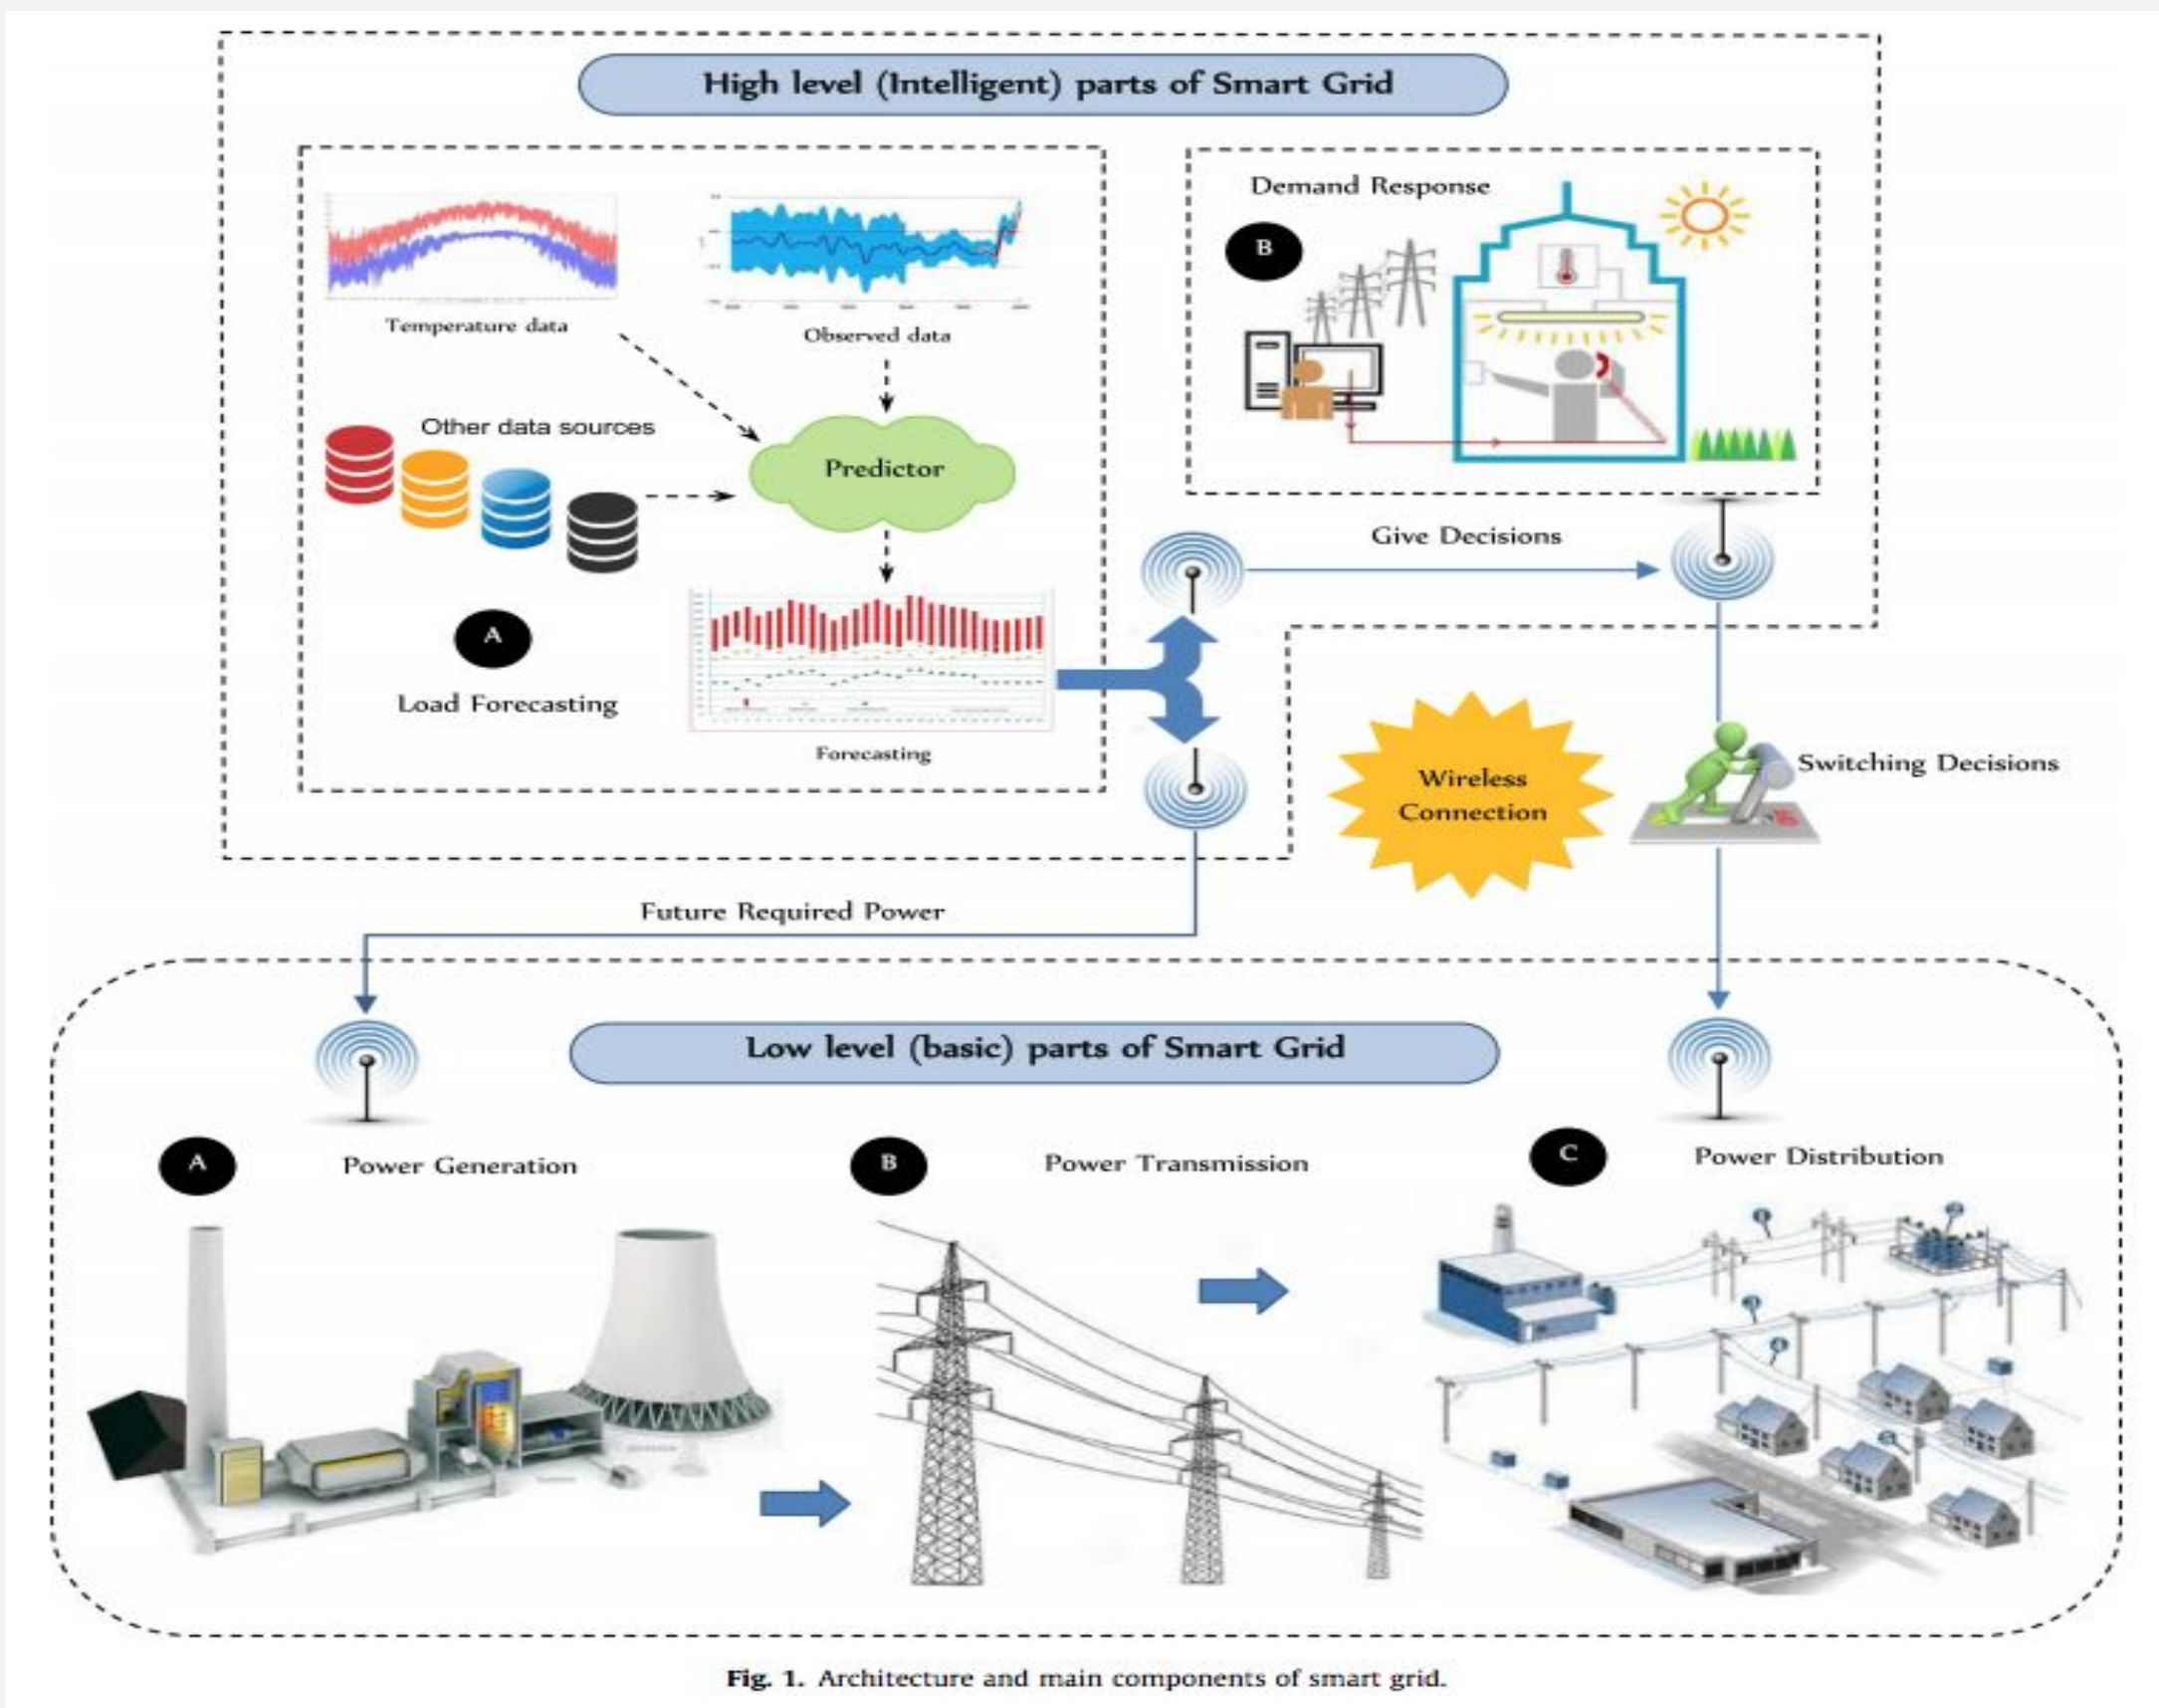 High level (Intelligent) parts of Smart Grid
Demand Response
B
Temperature data
Observed data
Other data sources
Predictor
A
Load Forecasting
Forecasting
Give Decisions
Wireless
Connection
Switching Decisions
Future Required Power
Low level (basic) parts of Smart Grid
A
Power Generation
B
Power Transmission
C
Power Distribution
Fig. 1. Architecture and main components of smart grid.